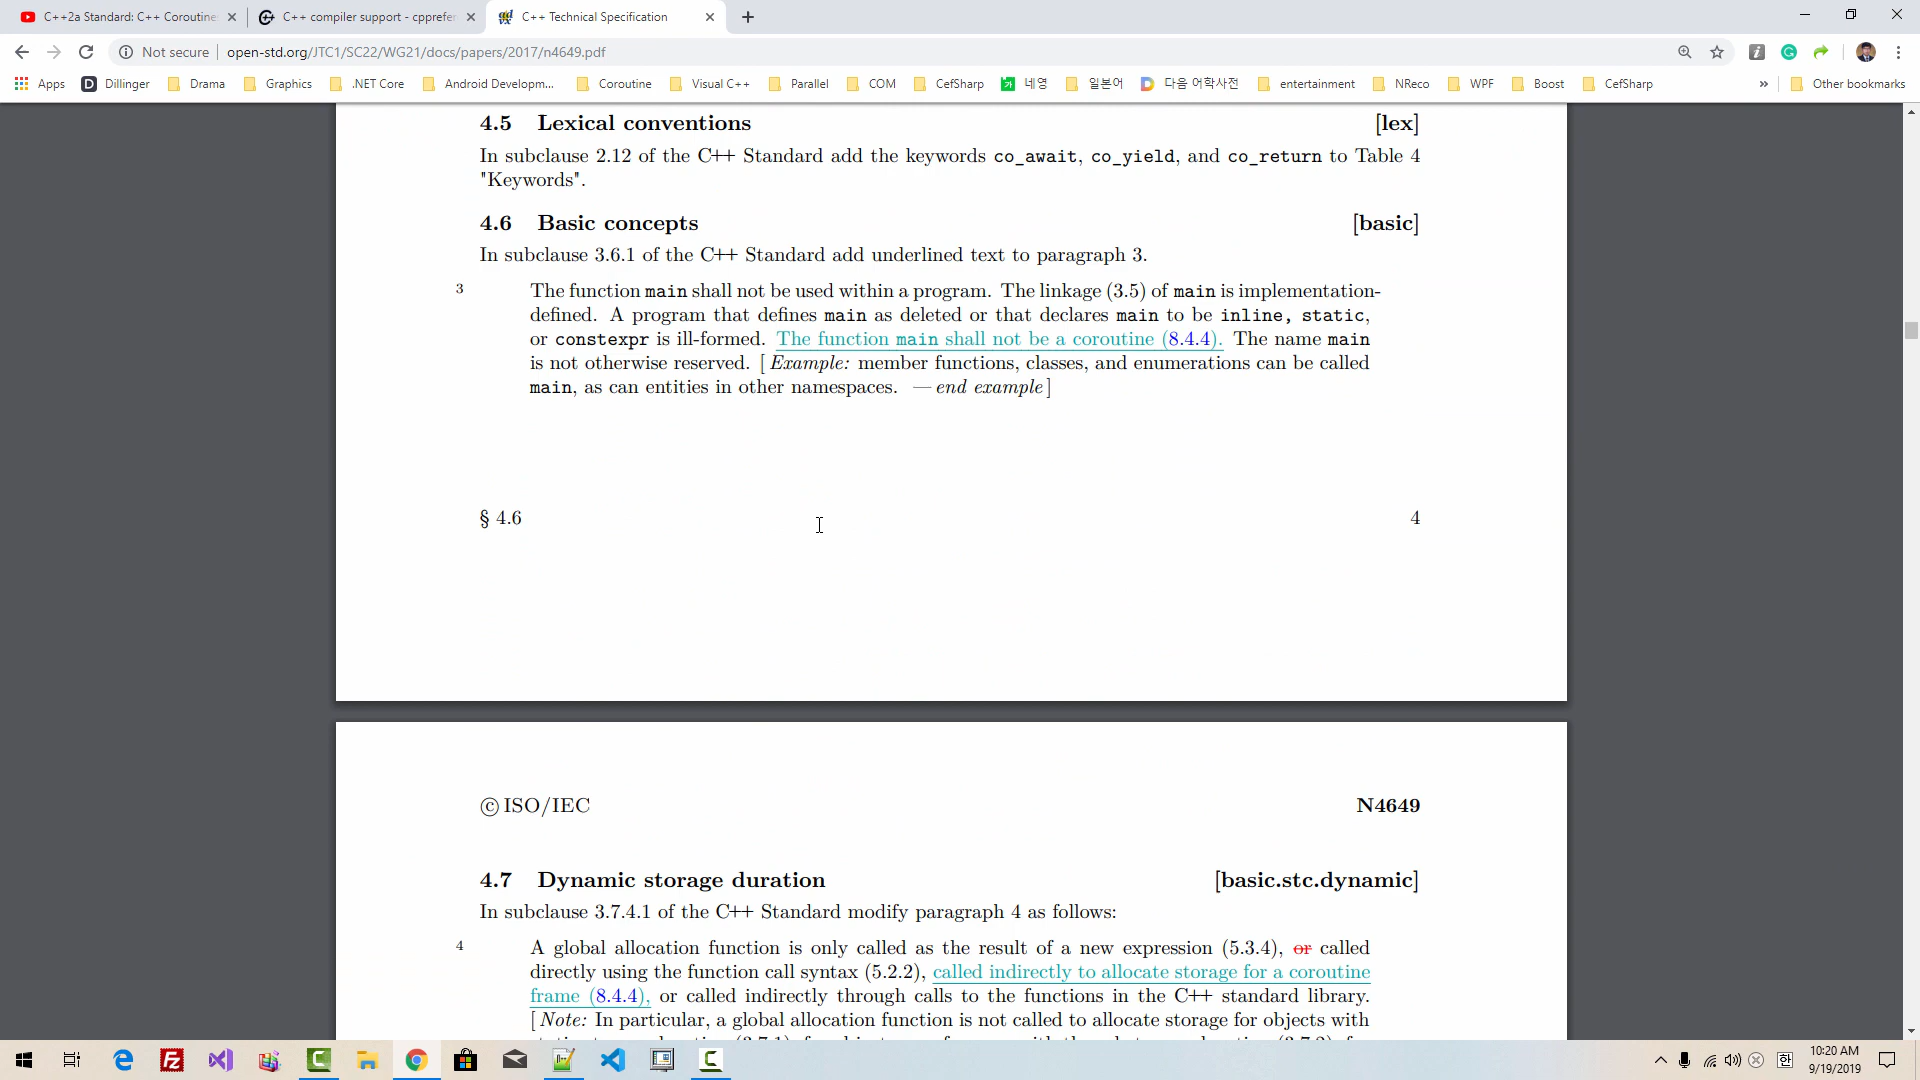 C++2a Standard: C++ Coroutine
C++ compiler support - cpprefer
C++ Technical Specification
Not secure
open-std.org/JTC1/SC22/WG21/docs/papers/2017/n4649.pdf
Apps
Dillinger
Drama
Graphics
.NET Core
Android Developm...
Coroutine
Visual C++
Parallel
COM
CefSharp
네영
일본어
다음 어학사전
entertainment
NReco
WPF
Boost
CefSharp
»
Other bookmarks
4.5 Lexical conventions [lex]
In subclause 2.12 of the C++ Standard add the keywords co_await, co_yield, and co_return to Table 4
"Keywords".
4.6 Basic concepts [basic]
In subclause 3.6.1 of the C++ Standard add underlined text to paragraph 3.
3 The function main shall not be used within a program. The linkage (3.5) of main is implementation-
defined. A program that defines main as deleted or that declares main to be inline, static,
or constexpr is ill-formed. The function main shall not be a coroutine (8.4.4). The name main
is not otherwise reserved. [ Example: member functions, classes, and enumerations can be called
main, as can entities in other namespaces. — end example ]
§ 4.6 4
© ISO/IEC N4649
4.7 Dynamic storage duration [basic.stc.dynamic]
In subclause 3.7.4.1 of the C++ Standard modify paragraph 4 as follows:
4 A global allocation function is only called as the result of a new expression (5.3.4), or called
directly using the function call syntax (5.2.2), called indirectly to allocate storage for a coroutine
frame (8.4.4), or called indirectly through calls to the functions in the C++ standard library.
[ Note: In particular, a global allocation function is not called to allocate storage for objects with
한
10:20 AM
9/19/2019